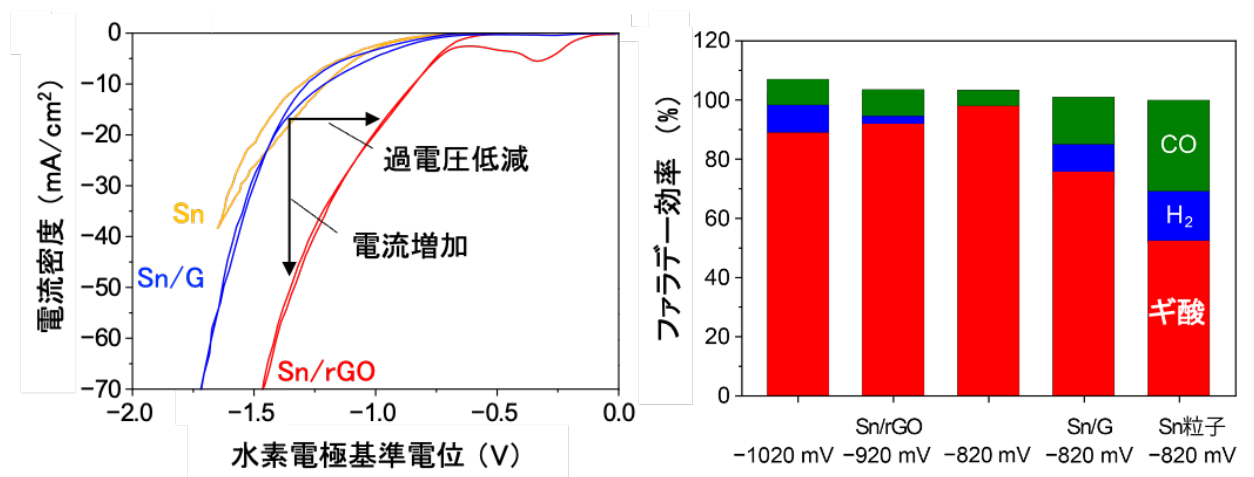 電流密度 (mA/cm²)
0
−10
−20
−30
−40
−50
−60
−70
−2.0 −1.5 −1.0 −0.5 0.0
水素電極基準電位 (V)
過電圧低減
電流増加
Sn
Sn/G
Sn/rGO
ファラデー効率 (%)
120
100
80
60
40
20
0
CO
H₂
ギ酸
Sn/rGO Sn/G Sn粒子
−1020 mV −920 mV −820 mV −820 mV −820 mV